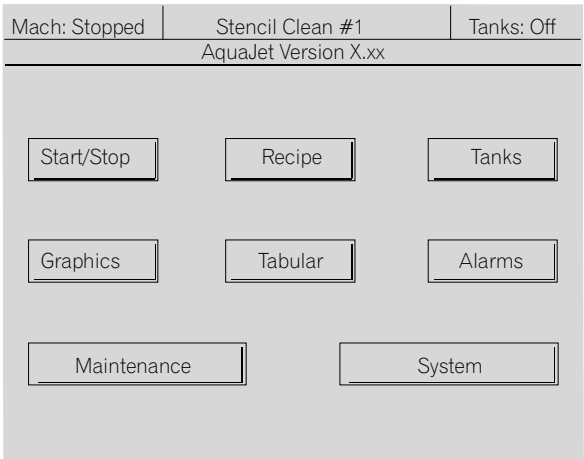 Mach: Stopped Stencil Clean #1 Tanks: Off
AquaJet Version X.xx
Start/Stop Recipe Tanks
Graphics Tabular Alarms
Maintenance System